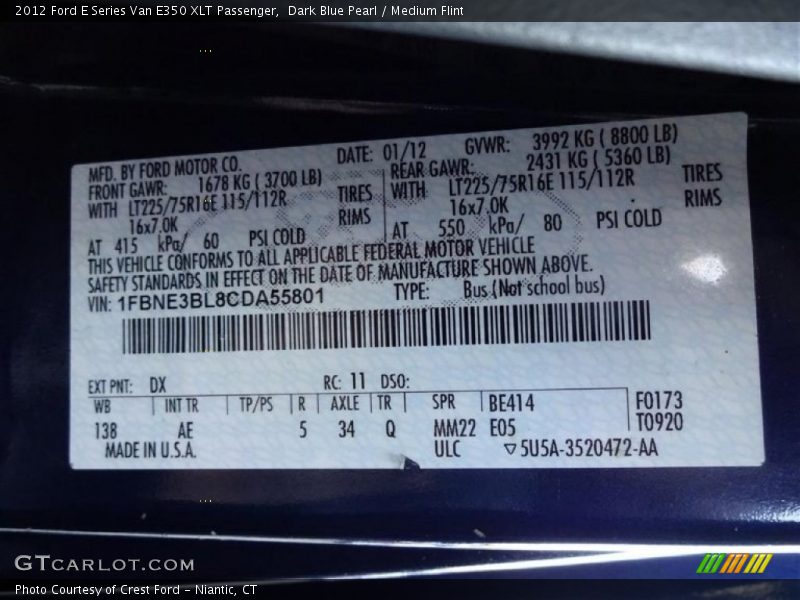 2012 Ford E Series Van E350 XLT Passenger, Dark Blue Pearl / Medium Flint
MFD. BY FORD MOTOR CO. DATE: 01/12 GVWR: 3992 KG ( 8800 LB)
FRONT GAWR: 1678 KG ( 3700 LB) REAR GAWR: 2431 KG ( 5360 LB)
WITH LT225/75R16E 115/112R TIRES WITH LT225/75R16E 115/112R TIRES
16x7.0K RIMS 16x7.0K RIMS
AT 415 kPa/ 60 PSI COLD AT 550 kPa/ 80 PSI COLD
THIS VEHICLE CONFORMS TO ALL APPLICABLE FEDERAL MOTOR VEHICLE
SAFETY STANDARDS IN EFFECT ON THE DATE OF MANUFACTURE SHOWN ABOVE.
VIN: 1FBNE3BL8CDA55801 TYPE: Bus (Not school bus)
EXT PNT: DX RC: 11 DSO:
WB INT TR TP/PS R AXLE TR SPR BE414 F0173
138 AE 5 34 Q MM22 E05 T0920
MADE IN U.S.A. ULC ▽5U5A-3520472-AA
GTCARLOT.COM
Photo Courtesy of Crest Ford – Niantic, CT